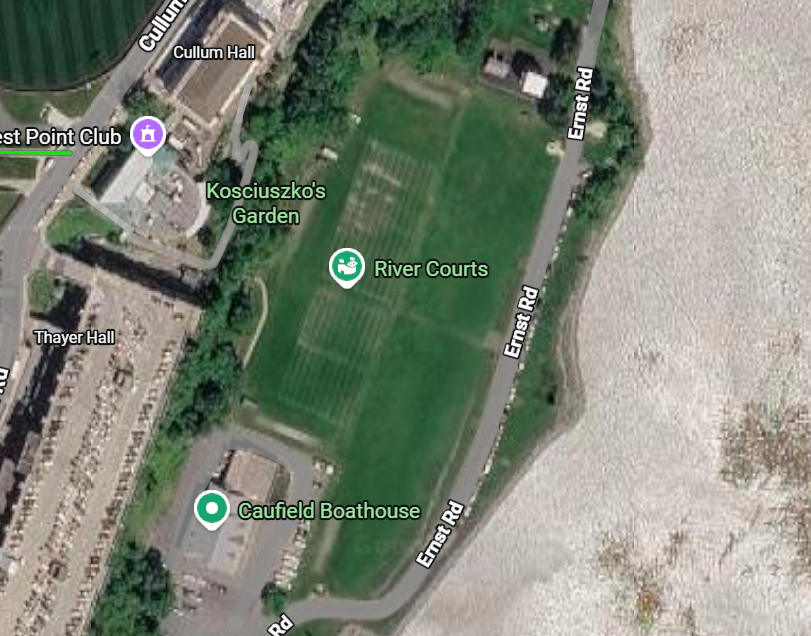 Cullum
Cullum Hall
est Point Club
Ernst Rd
Kosciuszko's
Garden
River Courts
Ernst Rd
Thayer Hall
Rd
Caufield Boathouse
Ernst Rd
Rd